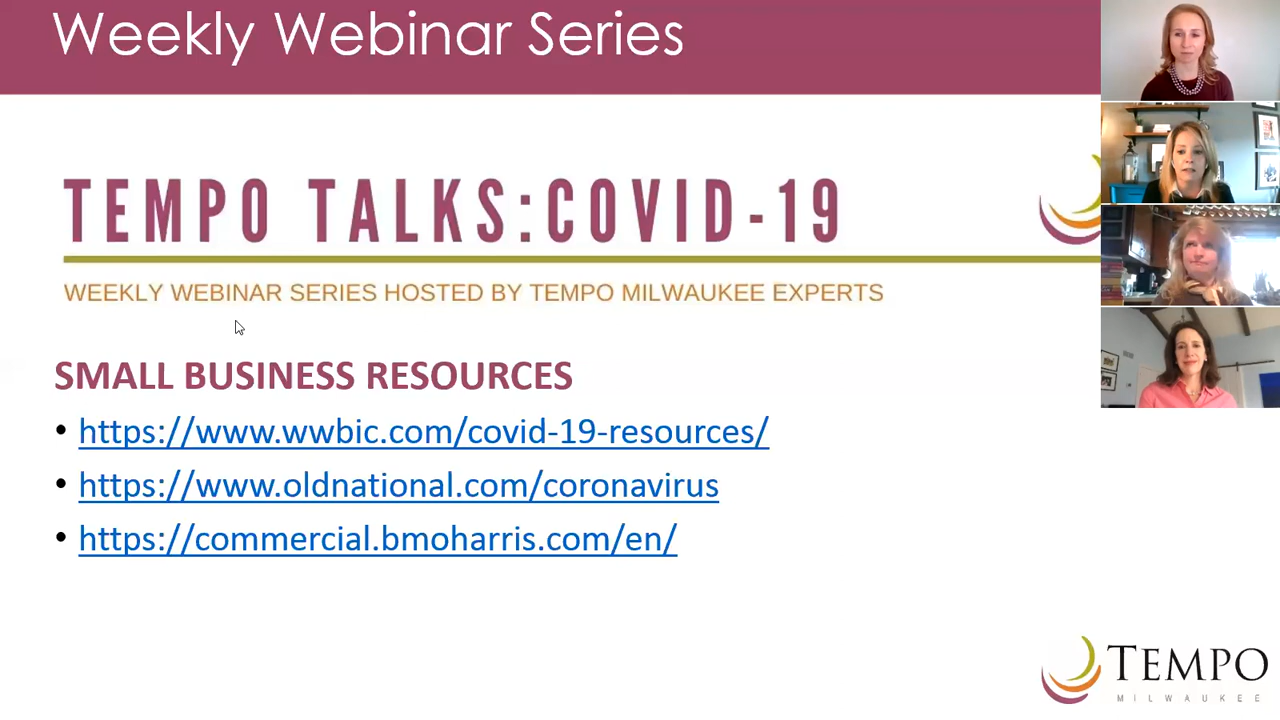 Weekly Webinar Series
TEMPO TALKS:COVID-19
WEEKLY WEBINAR SERIES HOSTED BY TEMPO MILWAUKEE EXPERTS
SMALL BUSINESS RESOURCES
• https://www.wwbic.com/covid-19-resources/
• https://www.oldnational.com/coronavirus
• https://commercial.bmoharris.com/en/
TEMPO
MILWAUKEE